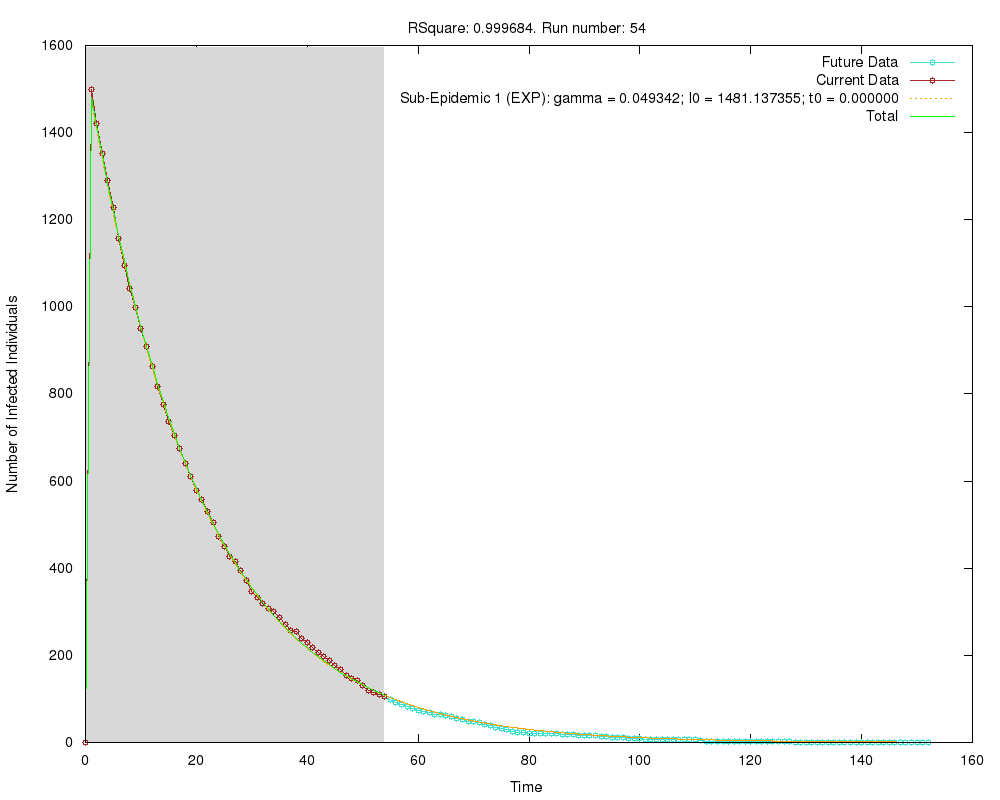 RSquare: 0.999684. Run number: 54
1600
1400
1200
1000
800
600
400
200
0
Number of Infected Individuals
Future Data
Current Data
Sub-Epidemic 1 (EXP): gamma = 0.049342; I0 = 1481.137355; t0 = 0.000000
Total
0 20 40 60 80 100 120 140 160
Time